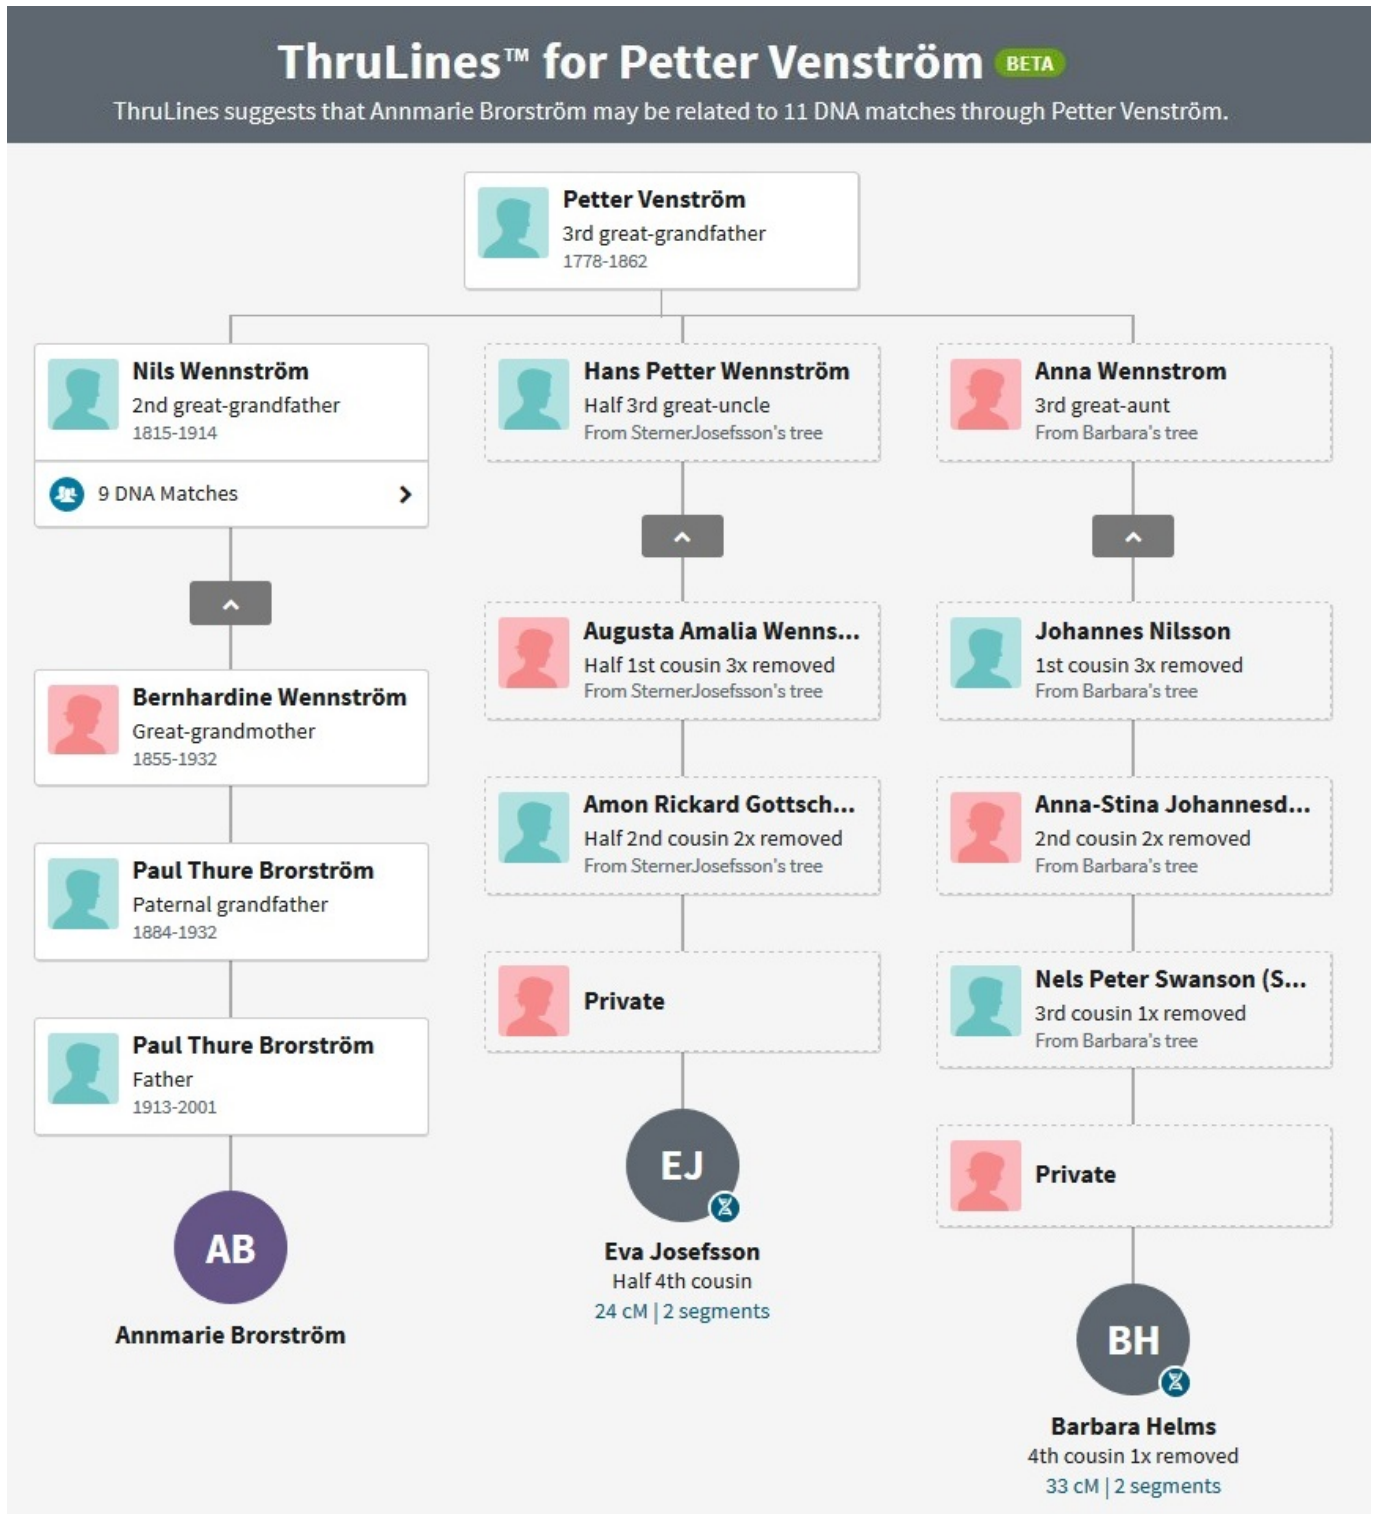 ThruLines™ for Petter Venström BETA
ThruLines suggests that Annmarie Brorström may be related to 11 DNA matches through Petter Venström.
Petter Venström
3rd great-grandfather
1778-1862
Nils Wennström
2nd great-grandfather
1815-1914
9 DNA Matches
Bernhardine Wennström
Great-grandmother
1855-1932
Paul Thure Brorström
Paternal grandfather
1884-1932
Paul Thure Brorström
Father
1913-2001
AB
Annmarie Brorström
Hans Petter Wennström
Half 3rd great-uncle
From SternerJosefsson's tree
Augusta Amalia Wenns...
Half 1st cousin 3x removed
From SternerJosefsson's tree
Amon Rickard Gottsch...
Half 2nd cousin 2x removed
From SternerJosefsson's tree
Private
EJ
Eva Josefsson
Half 4th cousin
24 cM | 2 segments
Anna Wennstrom
3rd great-aunt
From Barbara's tree
Johannes Nilsson
1st cousin 3x removed
From Barbara's tree
Anna-Stina Johannesd...
2nd cousin 2x removed
From Barbara's tree
Nels Peter Swanson (S...
3rd cousin 1x removed
From Barbara's tree
Private
BH
Barbara Helms
4th cousin 1x removed
33 cM | 2 segments